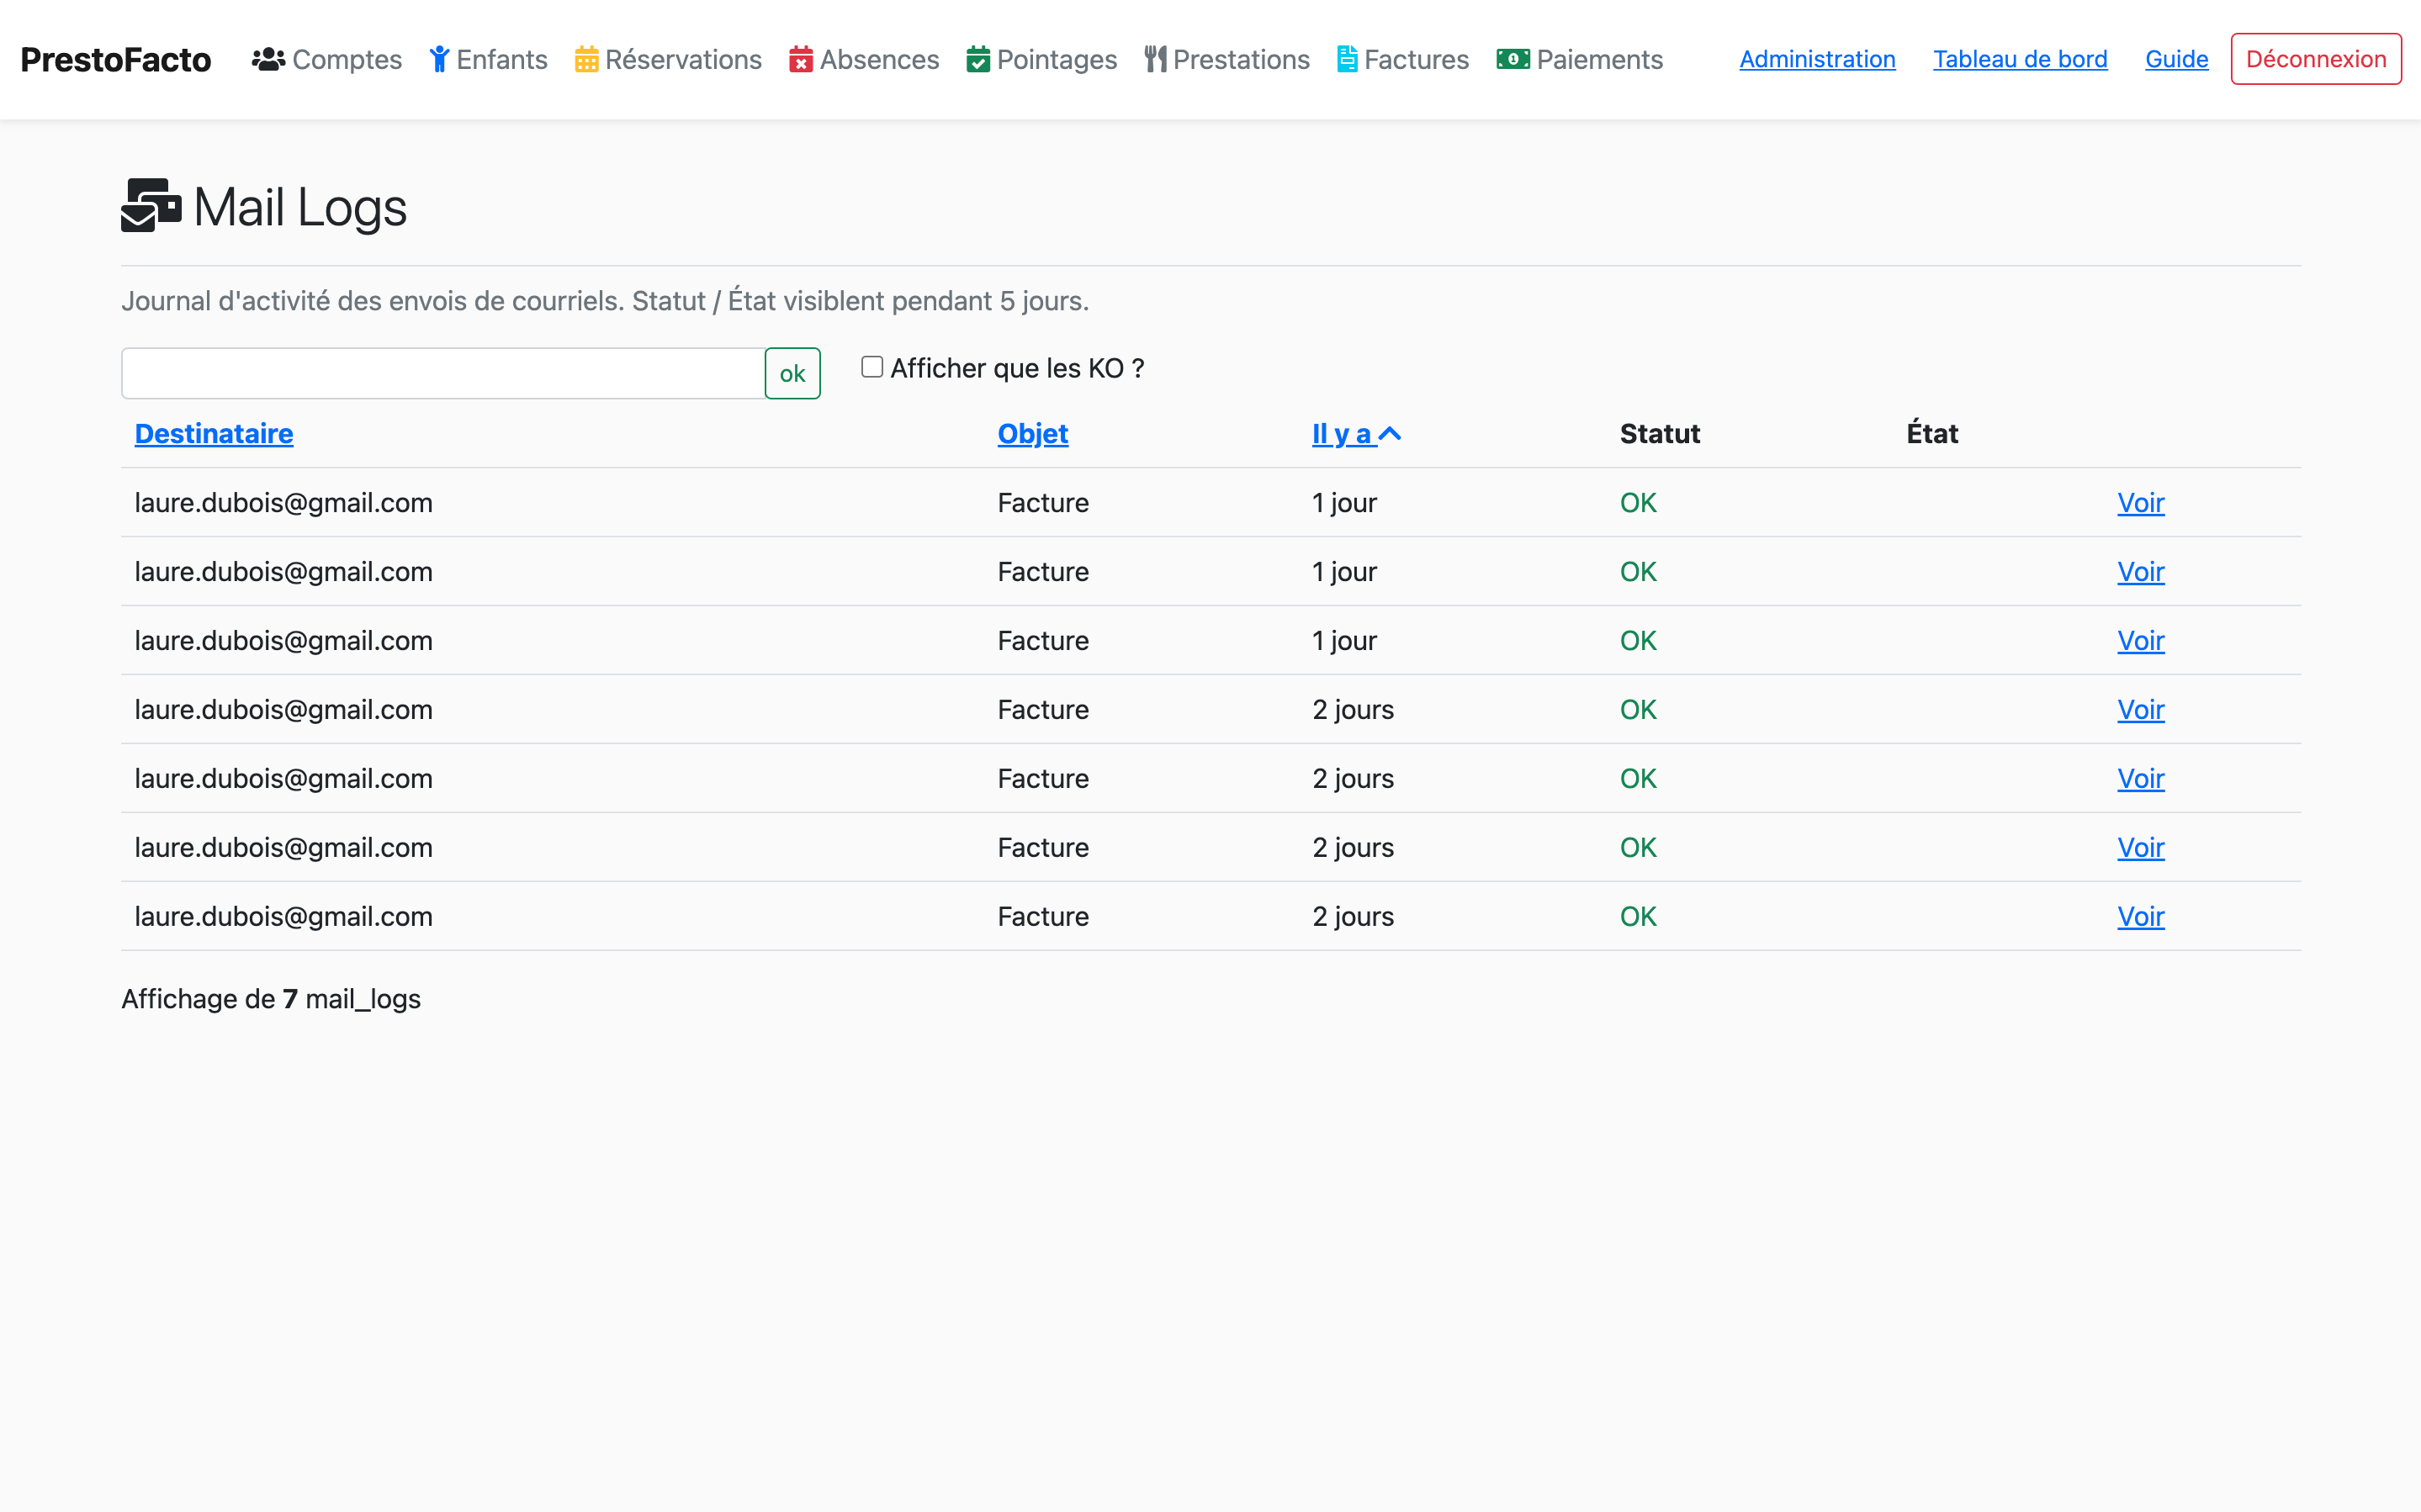 PrestoFacto Comptes Enfants Réservations Absences Pointages Prestations Factures Paiements Administration Tableau de bord Guide Déconnexion
Mail Logs
Journal d'activité des envois de courriels. Statut / État visiblent pendant 5 jours.
ok Afficher que les KO ?
Destinataire Objet Il y a Statut État
laure.dubois@gmail.com Facture 1 jour OK Voir
laure.dubois@gmail.com Facture 1 jour OK Voir
laure.dubois@gmail.com Facture 1 jour OK Voir
laure.dubois@gmail.com Facture 2 jours OK Voir
laure.dubois@gmail.com Facture 2 jours OK Voir
laure.dubois@gmail.com Facture 2 jours OK Voir
laure.dubois@gmail.com Facture 2 jours OK Voir
Affichage de 7 mail_logs